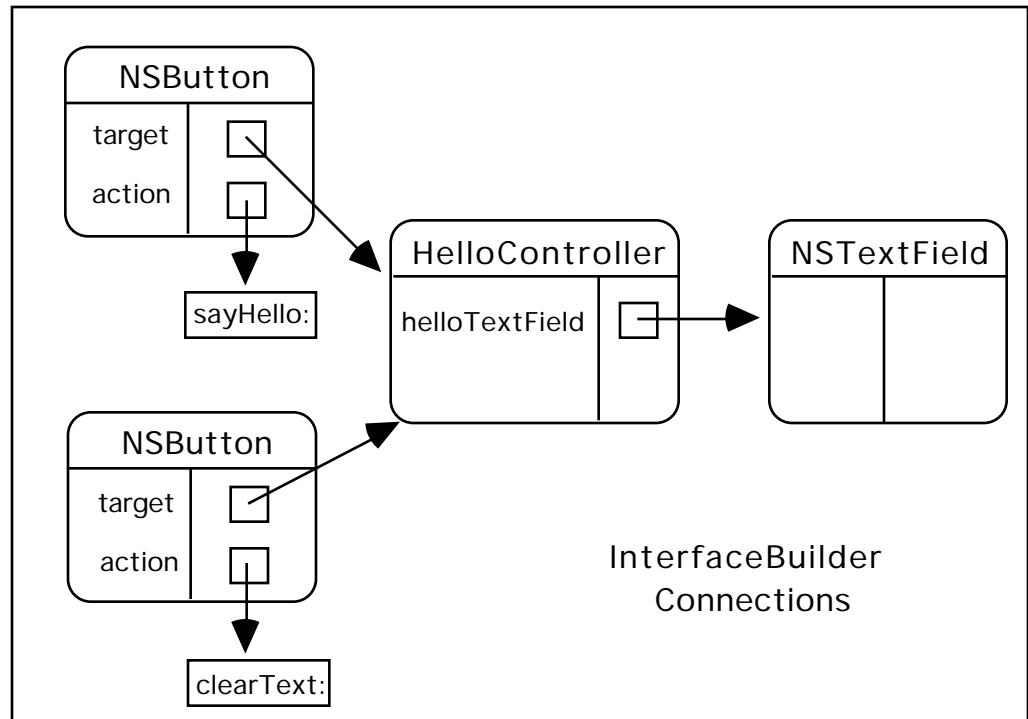 NSButton
target
action
sayHello:
HelloController
helloTextField
NSTextField
NSButton
target
action
clearText:
InterfaceBuilder
Connections